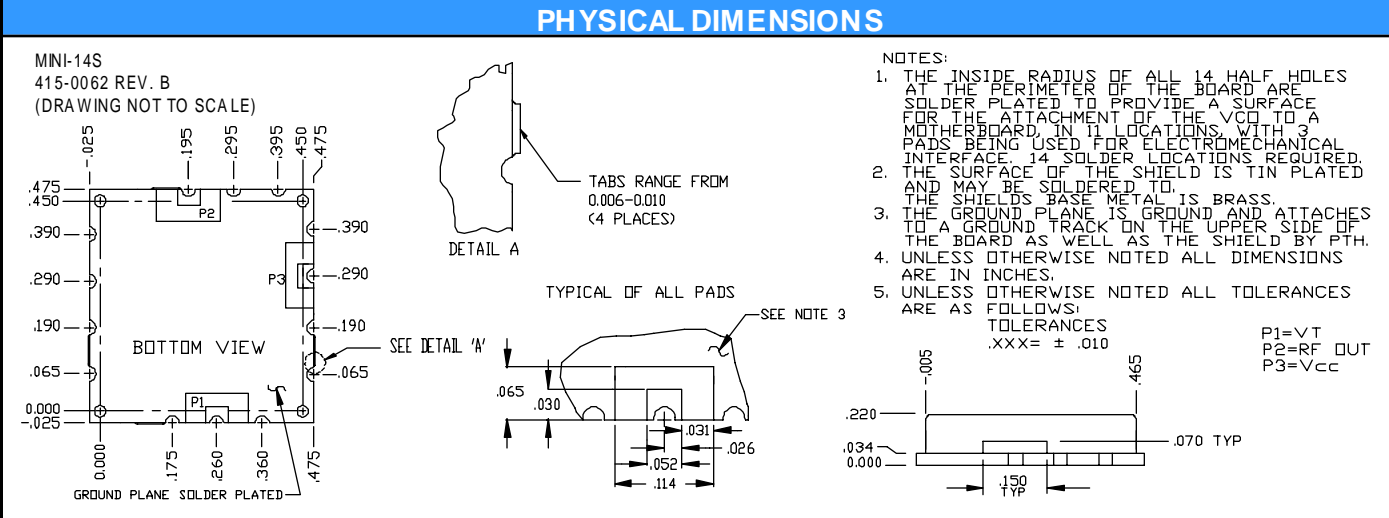 PHYSICAL DIMENSIONS
MINI-14S
415-0062 REV. B
(DRAWING NOT TO SCALE)
-.025
.195
.295
.395
.450
.475
.475
.450
.390
.290
.190
.065
0.000
-.025
P2
P3
P1
BOTTOM VIEW
.390
.290
.190
.065
0.000
.175
.260
.360
.475
GROUND PLANE SOLDER PLATED
SEE DETAIL 'A'
TABS RANGE FROM
0.006-0.010
(4 PLACES)
DETAIL A
TYPICAL OF ALL PADS
SEE NOTE 3
.065
.030
.031
.026
.052
.114
NOTES:
1. THE INSIDE RADIUS OF ALL 14 HALF HOLES
AT THE PERIMETER OF THE BOARD ARE
SOLDER PLATED TO PROVIDE A SURFACE
FOR THE ATTACHMENT OF THE VCO TO A
MOTHERBOARD, IN 11 LOCATIONS, WITH 3
PADS BEING USED FOR ELECTROMECHANICAL
INTERFACE. 14 SOLDER LOCATIONS REQUIRED.
2. THE SURFACE OF THE SHIELD IS TIN PLATED
AND MAY BE SOLDERED TO.
THE SHIELDS BASE METAL IS BRASS.
3. THE GROUND PLANE IS GROUND AND ATTACHES
TO A GROUND TRACK ON THE UPPER SIDE OF
THE BOARD AS WELL AS THE SHIELD BY PTH.
4. UNLESS OTHERWISE NOTED ALL DIMENSIONS
ARE IN INCHES.
5. UNLESS OTHERWISE NOTED ALL TOLERANCES
ARE AS FOLLOWS:
TOLERANCES
.XXX= ± .010
P1=VT
P2=RF OUT
P3=Vcc
-.005
.465
.220
.034
0.000
.070 TYP
.150
TYP